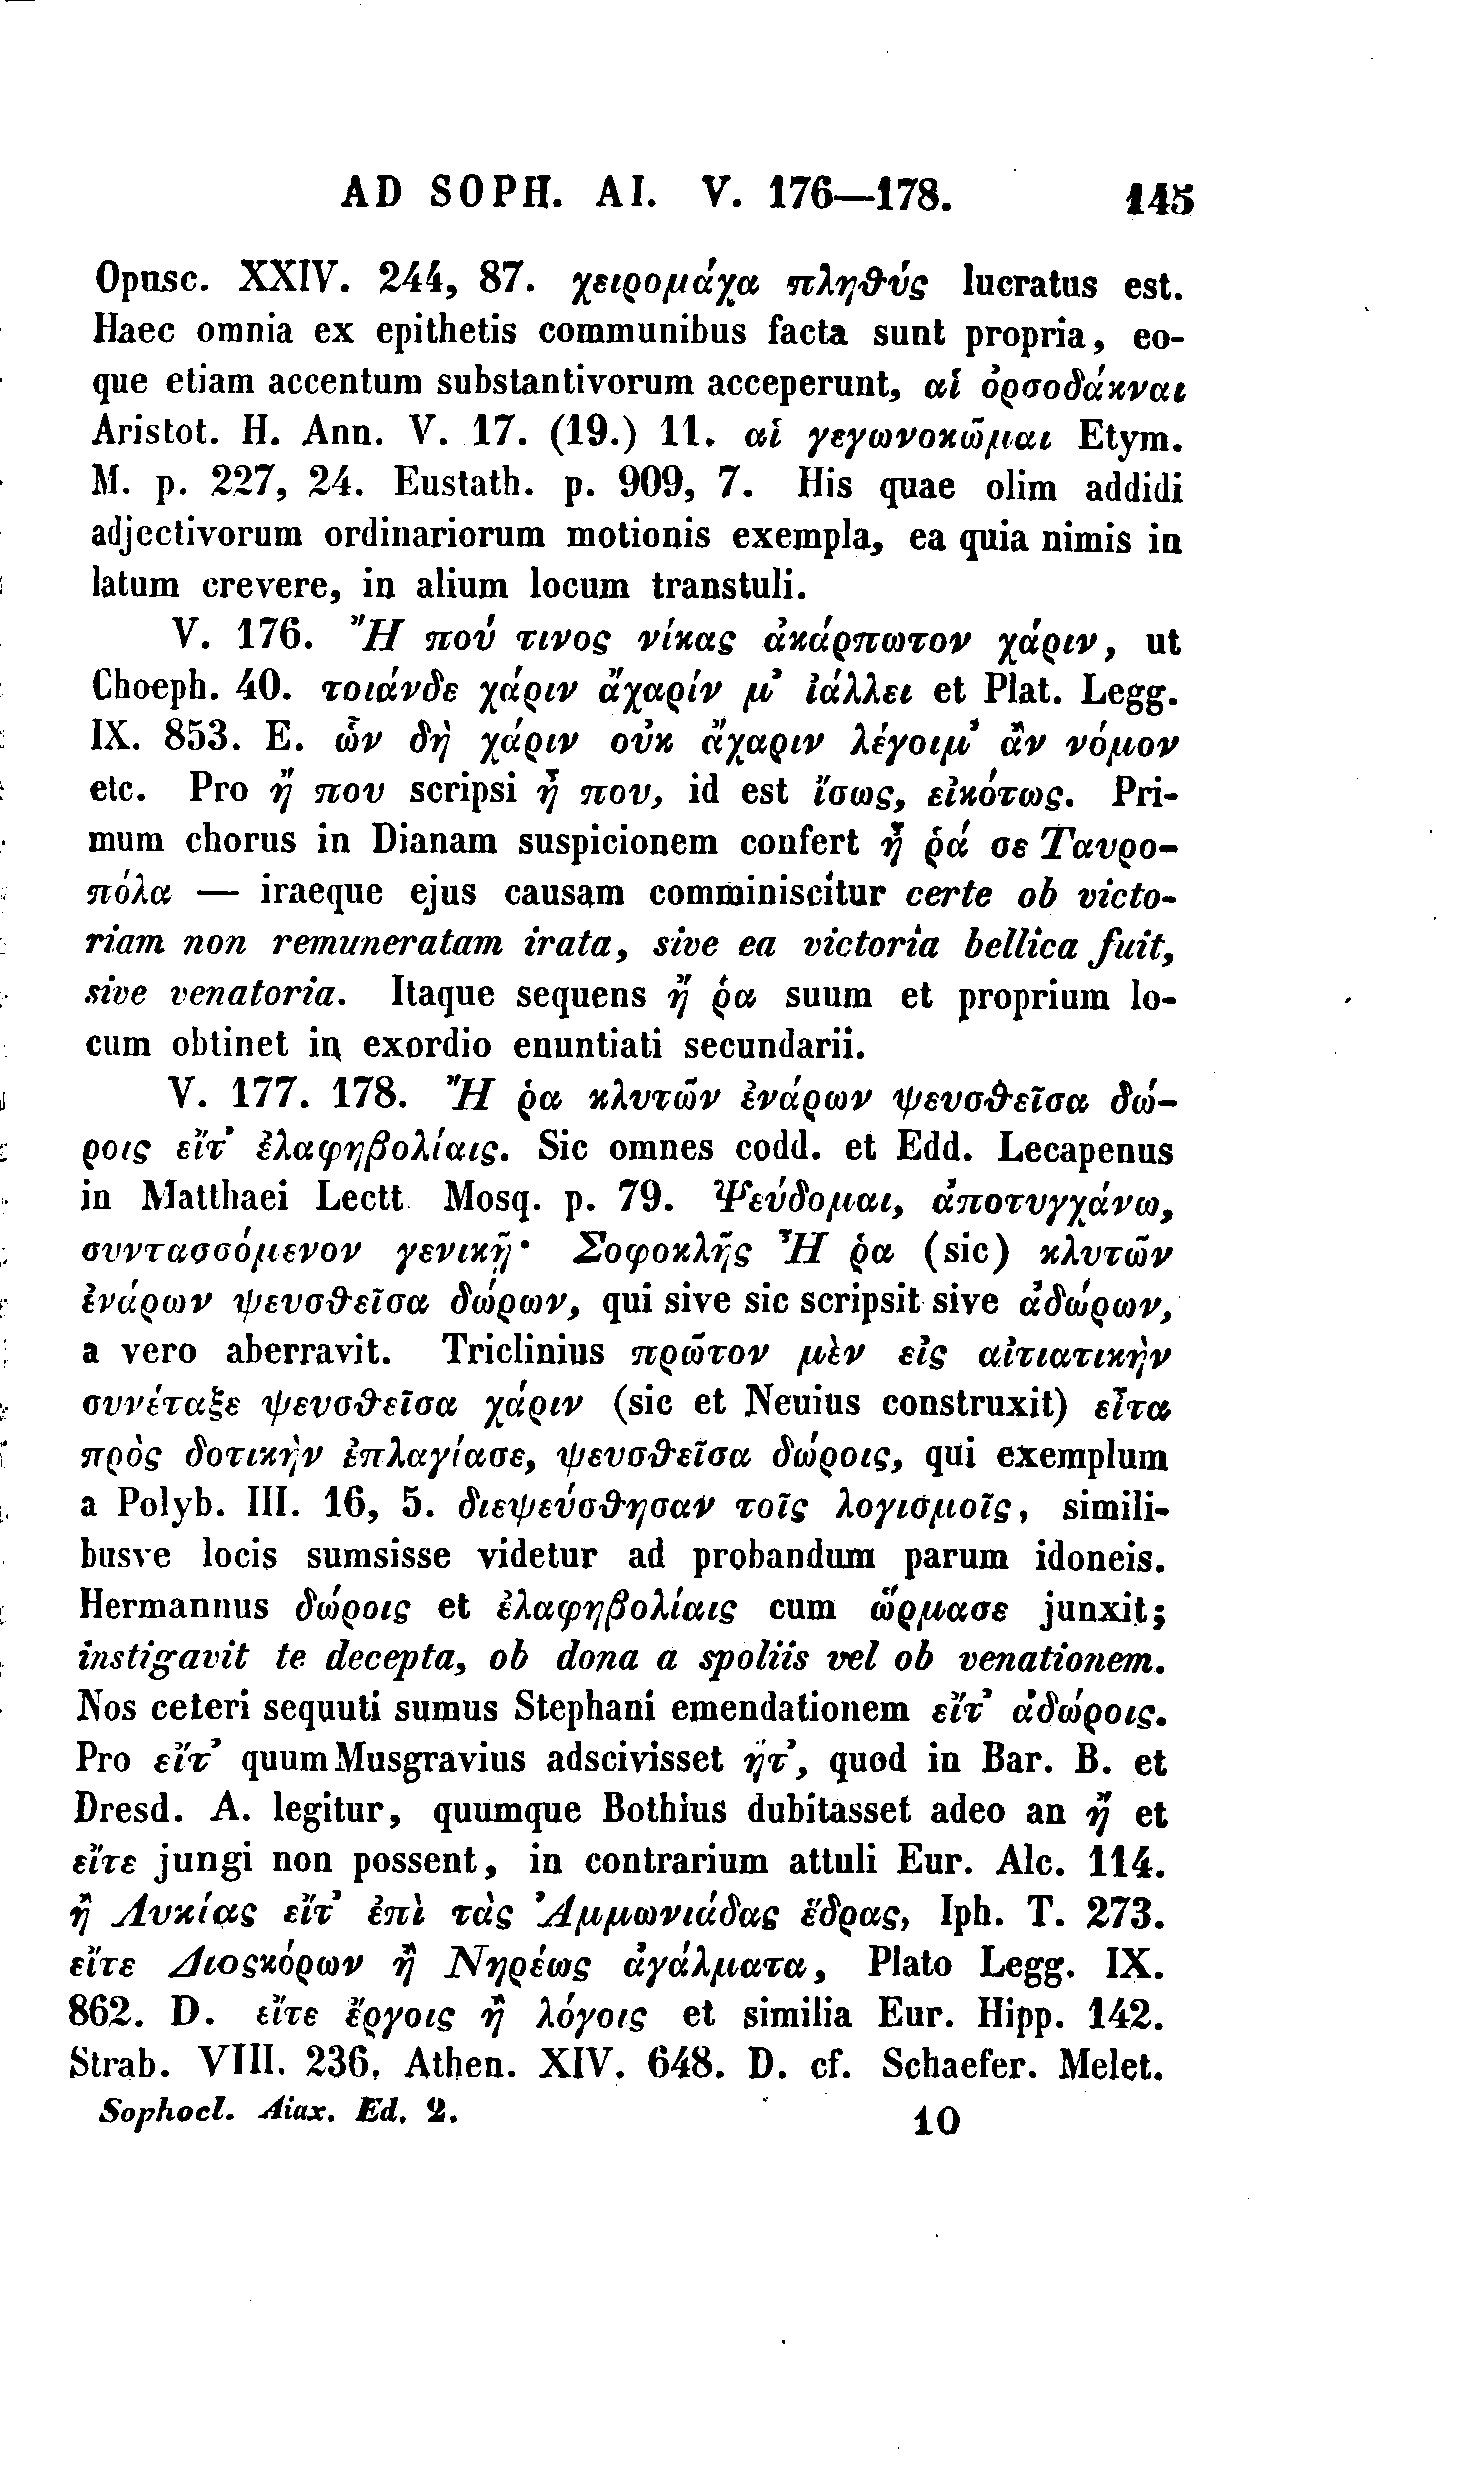 AD SOPH. AI. V. 176—178. 145
Opusc. XXIV. 244, 87. χειρομάχα πληθύς lucratus est.
Haec omnia ex epithetis communibus facta sunt propria, eo-
que etiam accentum substantivorum acceperunt, αἱ ὀρσοδάκναι
Aristot. H. Ann. V. 17. (19.) 11. αἱ γεγωνοκῶμαι Etym.
M. p. 227, 24. Eustath. p. 909, 7. His quae olim addidi
adjectivorum ordinariorum motionis exempla, ea quia nimis in
latum crevere, in alium locum transtuli.
V. 176. Ἤ πού τινος νίκας ἀκάρπωτον χάριν, ut
Choeph. 40. τοιάνδε χάριν ἄχαρίν μ’ ἰάλλει et Plat. Legg.
IX. 853. E. ὧν δὴ χάριν οὐκ ἄχαριν λέγοιμ’ ἂν νόμον
etc. Pro ἤ που scripsi ἦ που, id est ἴσως, εἰκότως. Pri-
mum chorus in Dianam suspicionem confert ἦ ῥά σε Ταυρο-
πόλα — iraeque ejus causam comminiscitur certe ob victo-
riam non remuneratam irata, sive ea victoria bellica fuit,
sive venatoria. Itaque sequens ἤ ῥα suum et proprium lo-
cum obtinet in exordio enuntiati secundarii.
V. 177. 178. Ἤ ῥα κλυτῶν ἐνάρων ψευσθεῖσα δώ-
ροις εἴτ’ ἐλαφηβολίαις. Sic omnes codd. et Edd. Lecapenus
in Matthaei Lectt. Mosq. p. 79. Ψεύδομαι, ἀποτυγχάνω,
συντασσόμενον γενικῇ· Σοφοκλῆς Ἦ ῥα (sic) κλυτῶν
ἐνάρων ψευσθεῖσα δώρων, qui sive sic scripsit sive ἀδώρων,
a vero aberravit. Triclinius πρῶτον μὲν εἰς αἰτιατικὴν
συνέταξε ψευσθεῖσα χάριν (sic et Neuius construxit) εἶτα
πρὸς δοτικὴν ἐπλαγίασε, ψευσθεῖσα δώροις, qui exemplum
a Polyb. III. 16, 5. διεψεύσθησαν τοῖς λογισμοῖς, simili-
busve locis sumsisse videtur ad probandum parum idoneis.
Hermannus δώροις et ἐλαφηβολίαις cum ὥρμασε junxit;
instigavit te decepta, ob dona a spoliis vel ob venationem.
Nos ceteri sequuti sumus Stephani emendationem εἴτ’ ἀδώροις.
Pro εἴτ’ quum Musgravius adscivisset ἤτ’, quod in Bar. B. et
Dresd. A. legitur, quumque Bothius dubitasset adeo an ἤ et
εἴτε jungi non possent, in contrarium attuli Eur. Alc. 114.
ἢ Λυκίας εἴτ’ ἐπὶ τὰς Ἀμμωνιάδας ἕδρας, Iph. T. 273.
εἴτε Διοςκόρων ἢ Νηρέως ἀγάλματα, Plato Legg. IX.
862. D. εἴτε ἔργοις ἢ λόγοις et similia Eur. Hipp. 142.
Strab. VIII. 236. Athen. XIV. 648. D. cf. Schaefer. Melet.
Sophocl. Aiax. Ed. 2. 10